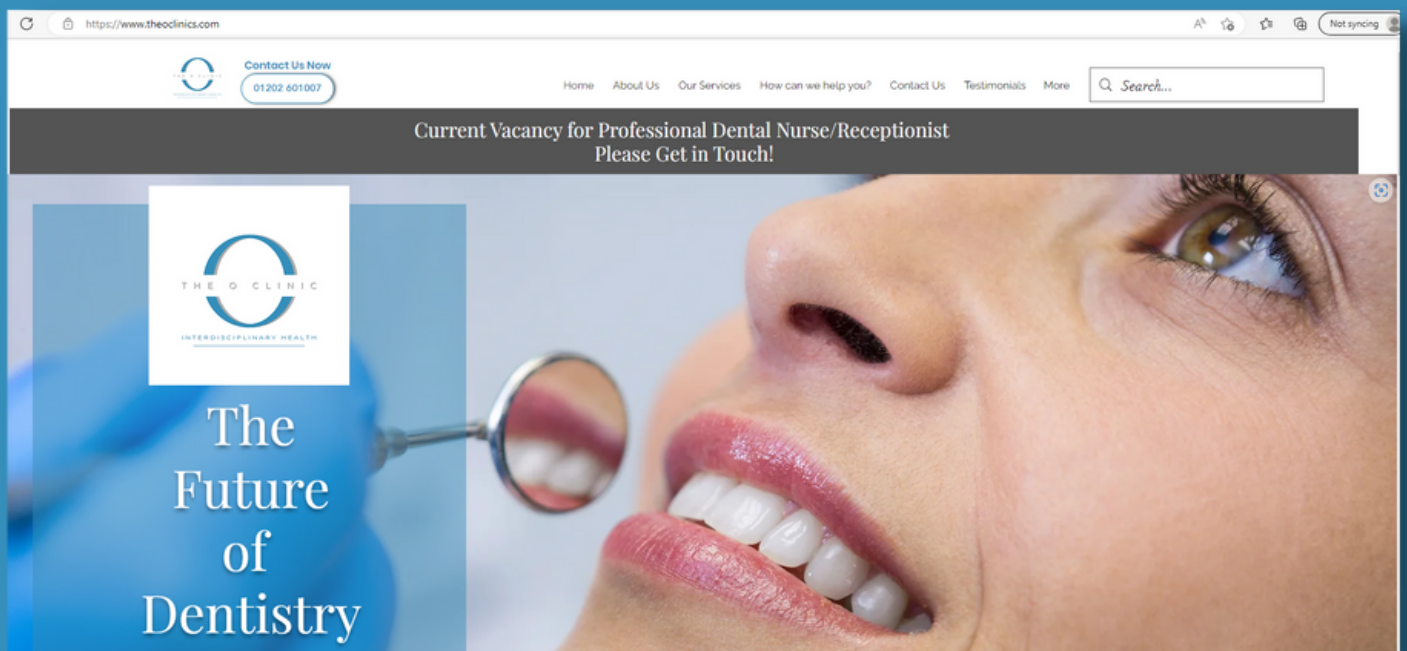 https://www.theoclinics.com
Not syncing
THE O CLINIC
Contact Us Now
01202 601007
Home About Us Our Services How can we help you? Contact Us Testimonials More
Search...
Current Vacancy for Professional Dental Nurse/Receptionist
Please Get in Touch!
THE O CLINIC
INTERDISCIPLINARY HEALTH
The
Future
of
Dentistry